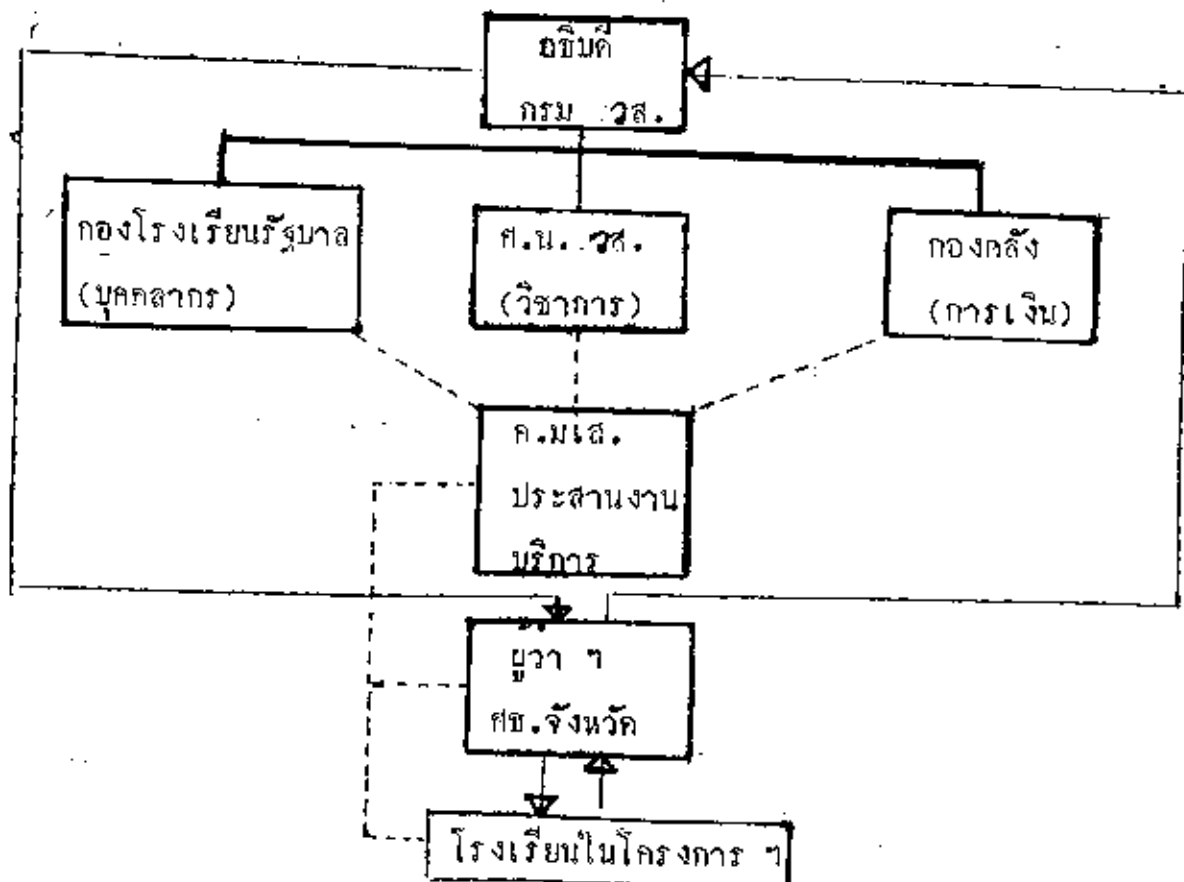 อธิบดี
กรม วส.
กองโรงเรียนรัฐบาล
(บุคคลากร)
ศ.น. วส.
(วิชาการ)
กองคลัง
(การเงิน)
ค.มเส.
ประสานงาน
บริการ
ผู้ว่า ฯ
ศธ.จังหวัด
โรงเรียนในโครงการ ฯ